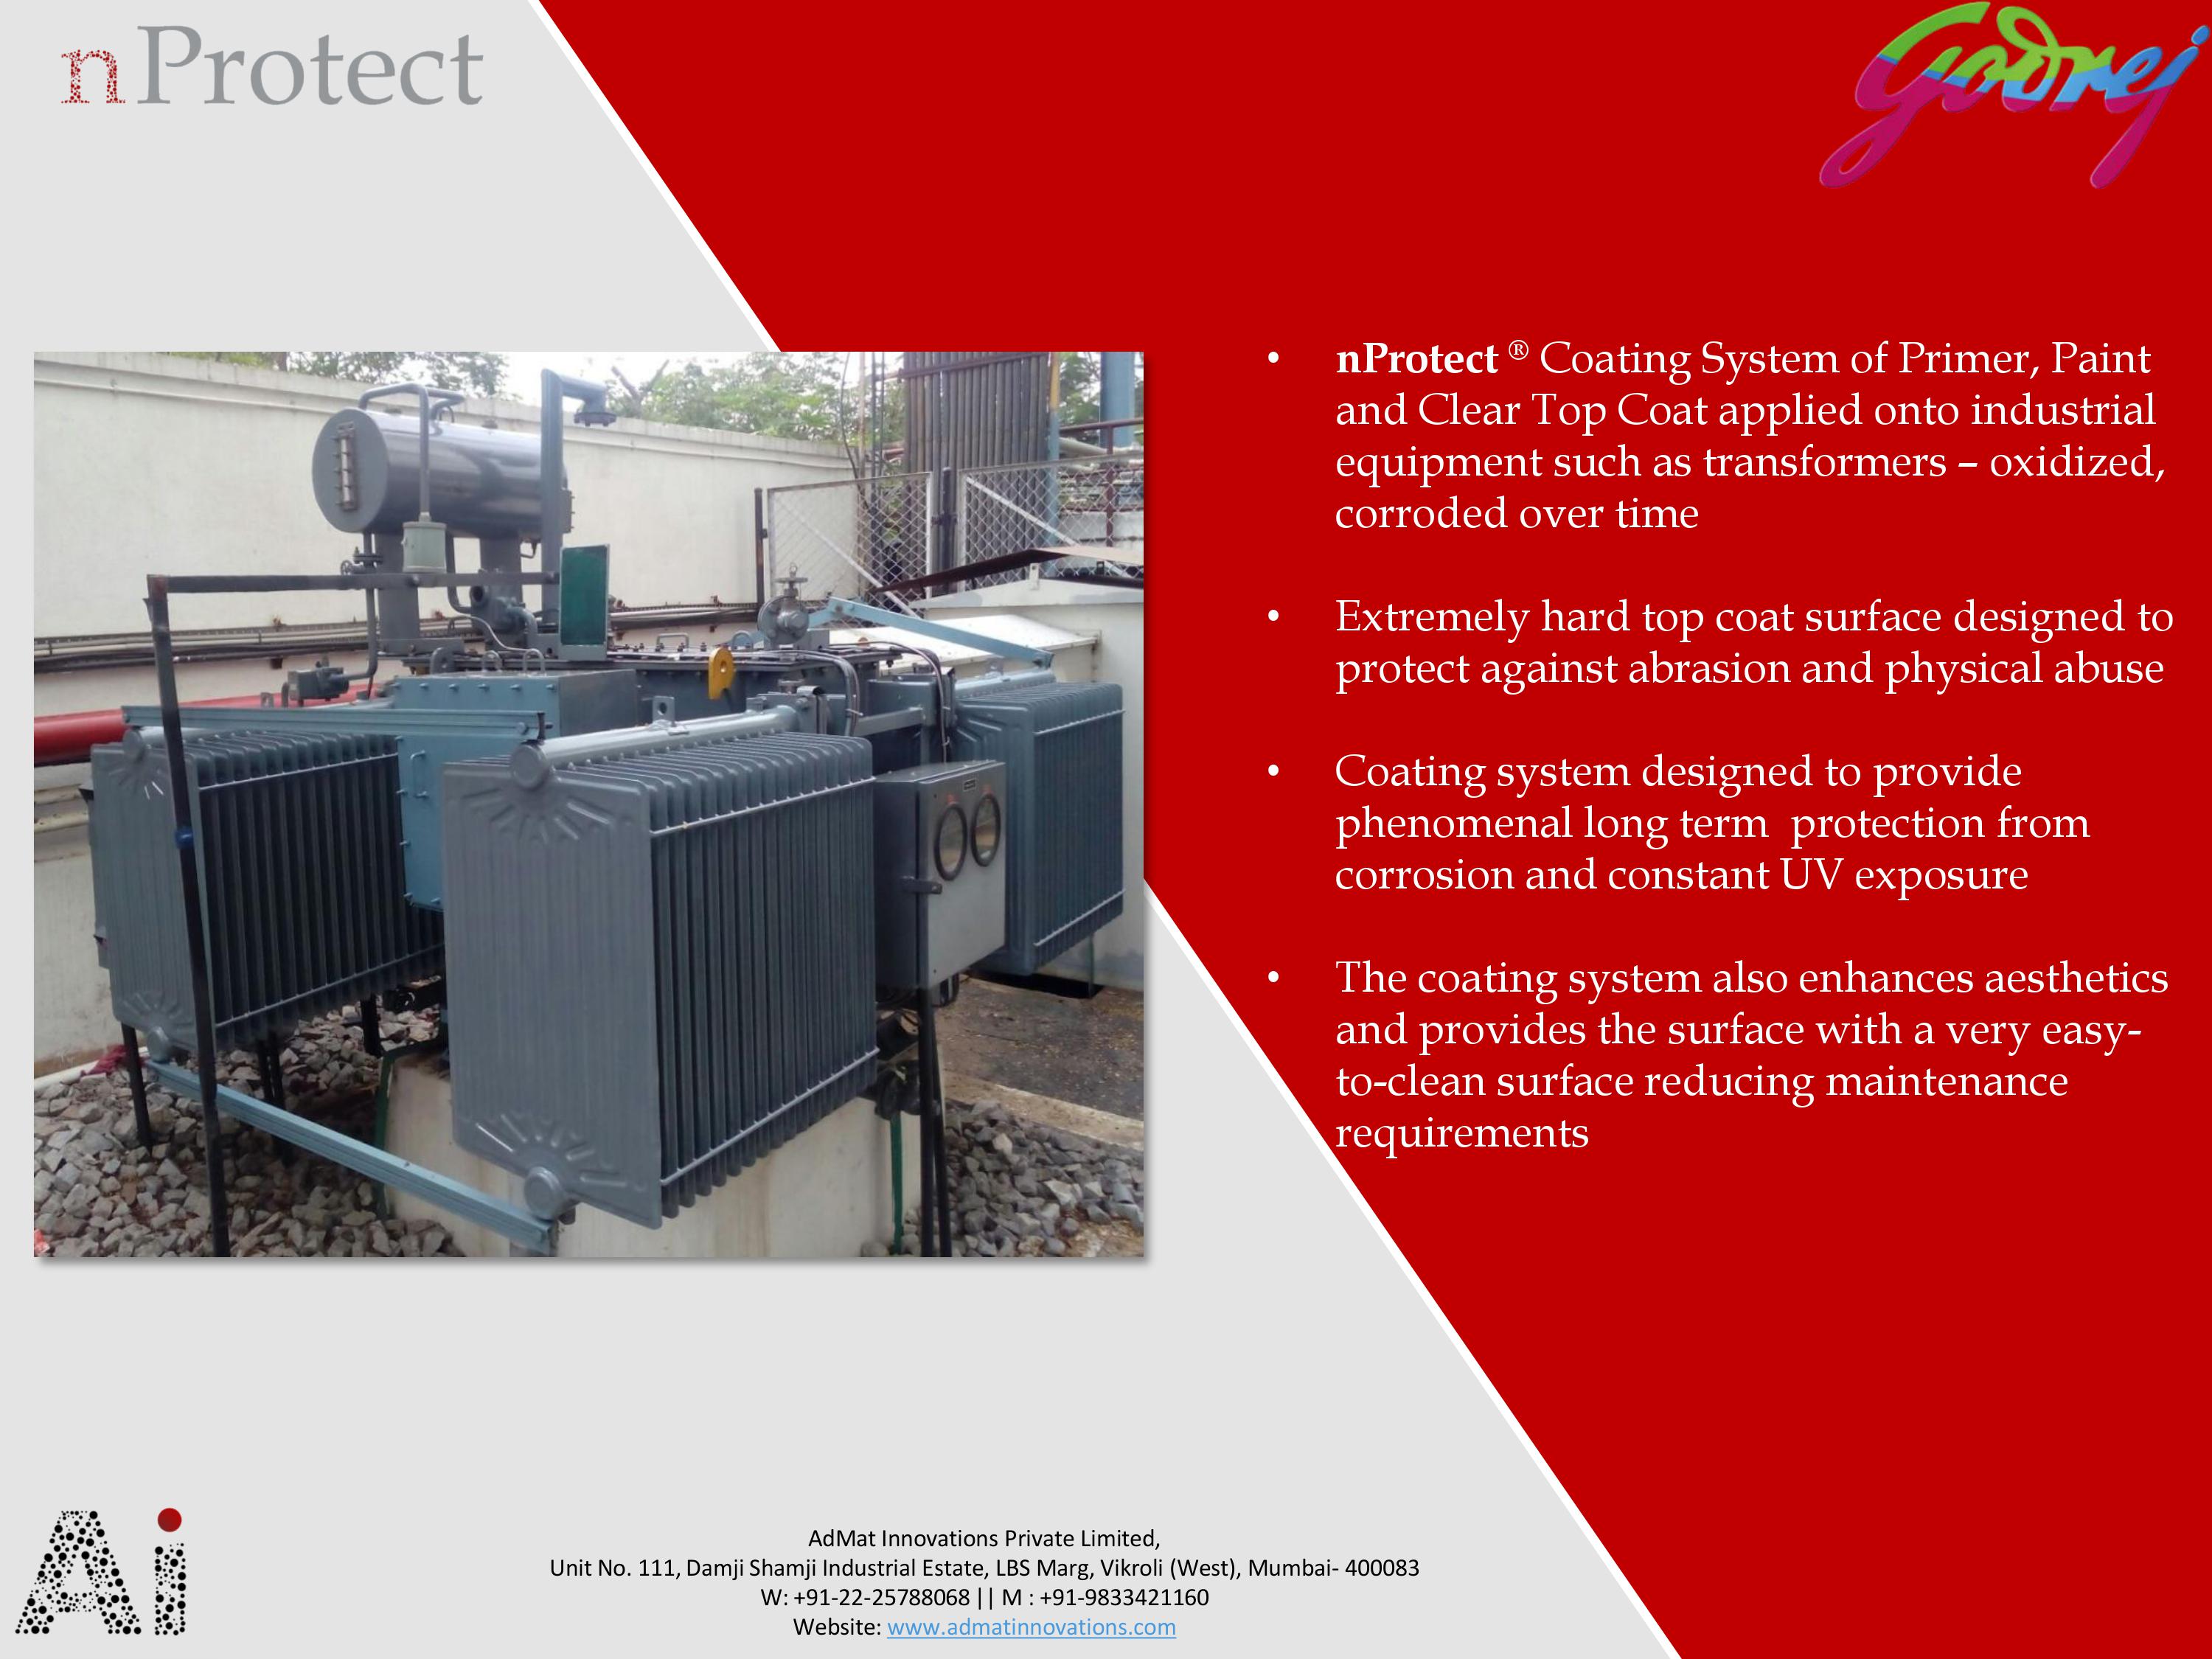 nProtect
Godrej
• nProtect ® Coating System of Primer, Paint
and Clear Top Coat applied onto industrial
equipment such as transformers – oxidized,
corroded over time
• Extremely hard top coat surface designed to
protect against abrasion and physical abuse
• Coating system designed to provide
phenomenal long term  protection from
corrosion and constant UV exposure
• The coating system also enhances aesthetics
and provides the surface with a very easy-
to-clean surface reducing maintenance
requirements
Ai
AdMat Innovations Private Limited,
Unit No. 111, Damji Shamji Industrial Estate, LBS Marg, Vikroli (West), Mumbai- 400083
W: +91-22-25788068 || M : +91-9833421160
Website: www.admatinnovations.com